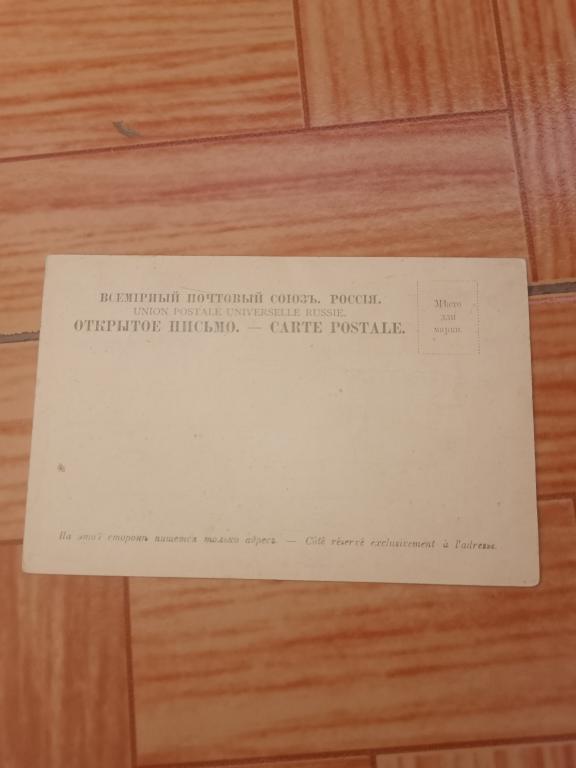 ВСЕМІРНЫЙ ПОЧТОВЫЙ СОЮЗЪ. РОССІЯ.
UNION POSTALE UNIVERSELLE RUSSIE.
ОТКРЫТОЕ ПИСЬМО. — CARTE POSTALE.
Мѣсто
для
марки.
На этой сторонѣ пишется только адресъ. — Côté réservé exclusivement à l'adresse.